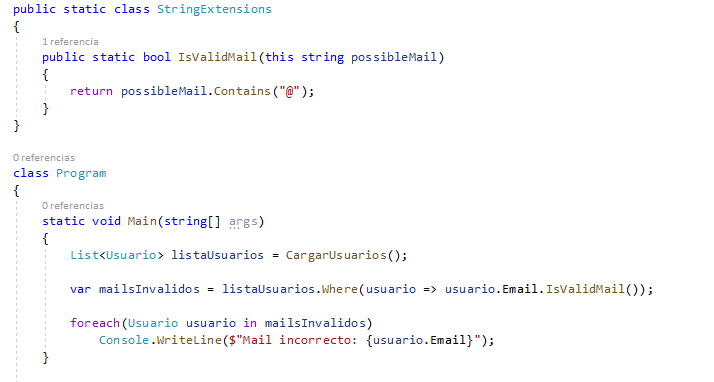 public static class StringExtensions
{
1 referencia
public static bool IsValidMail(this string possibleMail)
{
return possibleMail.Contains("@");
}
}
0 referencias
class Program
{
0 referencias
static void Main(string[] args)
{
List<Usuario> listaUsuarios = CargarUsuarios();
var mailsInvalidos = listaUsuarios.Where(usuario => usuario.Email.IsValidMail());
foreach(Usuario usuario in mailsInvalidos)
Console.WriteLine($"Mail incorrecto: {usuario.Email}");
}